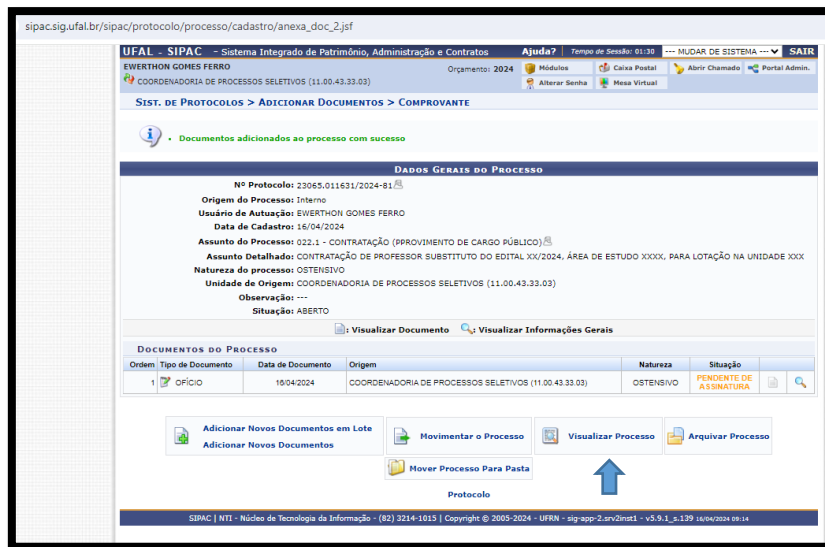 sipac.sig.ufal.br/sipac/protocolo/processo/cadastro/anexa_doc_2.jsf
UFAL - SIPAC - Sistema Integrado de Patrimônio, Administração e Contratos Ajuda? Tempo de Sessão: 01:30 --- MUDAR DE SISTEMA --- SAIR
EWERTHON GOMES FERRO Orçamento: 2024 Módulos Caixa Postal Abrir Chamado Portal Admin.
COORDENADORIA DE PROCESSOS SELETIVOS (11.00.43.33.03) Alterar Senha Mesa Virtual
SIST. DE PROTOCOLOS > ADICIONAR DOCUMENTOS > COMPROVANTE
• Documentos adicionados ao processo com sucesso
DADOS GERAIS DO PROCESSO
Nº Protocolo: 23065.011631/2024-81
Origem do Processo: Interno
Usuário de Autuação: EWERTHON GOMES FERRO
Data de Cadastro: 16/04/2024
Assunto do Processo: 022.1 - CONTRATAÇÃO (PPROVIMENTO DE CARGO PÚBLICO)
Assunto Detalhado: CONTRATAÇÃO DE PROFESSOR SUBSTITUTO DO EDITAL XX/2024, ÁREA DE ESTUDO XXXX, PARA LOTAÇÃO NA UNIDADE XXX
Natureza do processo: OSTENSIVO
Unidade de Origem: COORDENADORIA DE PROCESSOS SELETIVOS (11.00.43.33.03)
Observação: ---
Situação: ABERTO
: Visualizar Documento : Visualizar Informações Gerais
DOCUMENTOS DO PROCESSO
Ordem Tipo de Documento Data de Documento Origem Natureza Situação
1 OFÍCIO 16/04/2024 COORDENADORIA DE PROCESSOS SELETIVOS (11.00.43.33.03) OSTENSIVO PENDENTE DE ASSINATURA
Adicionar Novos Documentos em Lote
Adicionar Novos Documentos
Movimentar o Processo Visualizar Processo Arquivar Processo
Mover Processo Para Pasta
Protocolo
SIPAC | NTI - Núcleo de Tecnologia da Informação - (82) 3214-1015 | Copyright © 2005-2024 - UFRN - sig-app-2.srv2inst1 - v5.9.1_s.139 16/04/2024 09:14